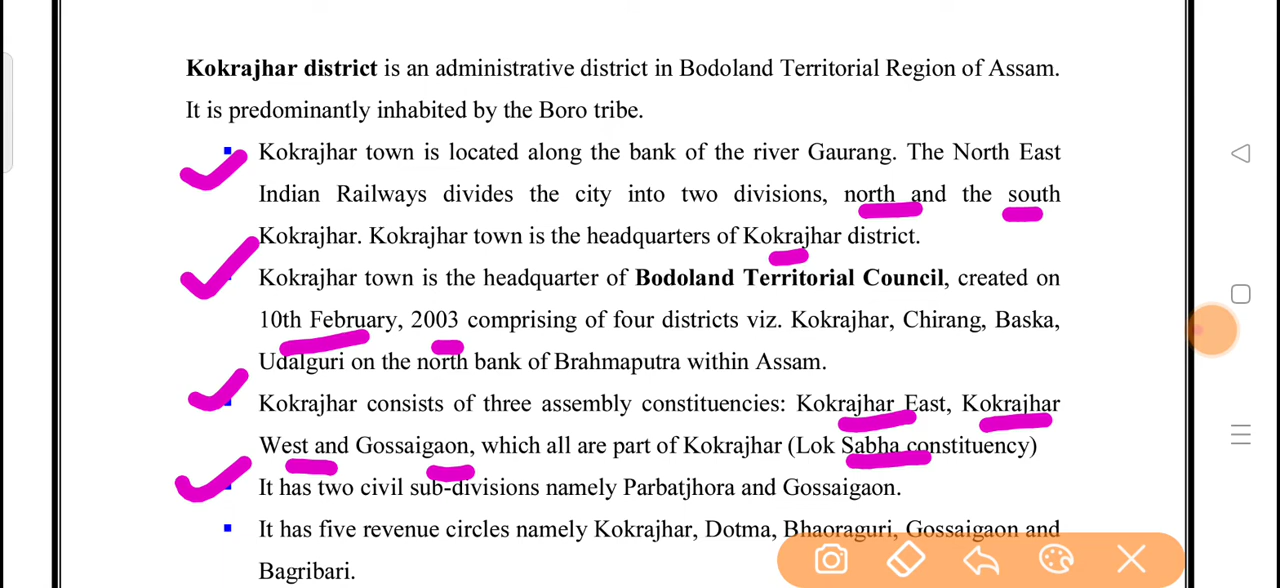 Kokrajhar district is an administrative district in Bodoland Territorial Region of Assam.
It is predominantly inhabited by the Boro tribe.
Kokrajhar town is located along the bank of the river Gaurang. The North East
Indian Railways divides the city into two divisions, north and the south
Kokrajhar. Kokrajhar town is the headquarters of Kokrajhar district.
Kokrajhar town is the headquarter of Bodoland Territorial Council, created on
10th February, 2003 comprising of four districts viz. Kokrajhar, Chirang, Baska,
Udalguri on the north bank of Brahmaputra within Assam.
Kokrajhar consists of three assembly constituencies: Kokrajhar East, Kokrajhar
West and Gossaigaon, which all are part of Kokrajhar (Lok Sabha constituency)
It has two civil sub-divisions namely Parbatjhora and Gossaigaon.
It has five revenue circles namely Kokrajhar, Dotma, Bhaoraguri, Gossaigaon and
Bagribari.